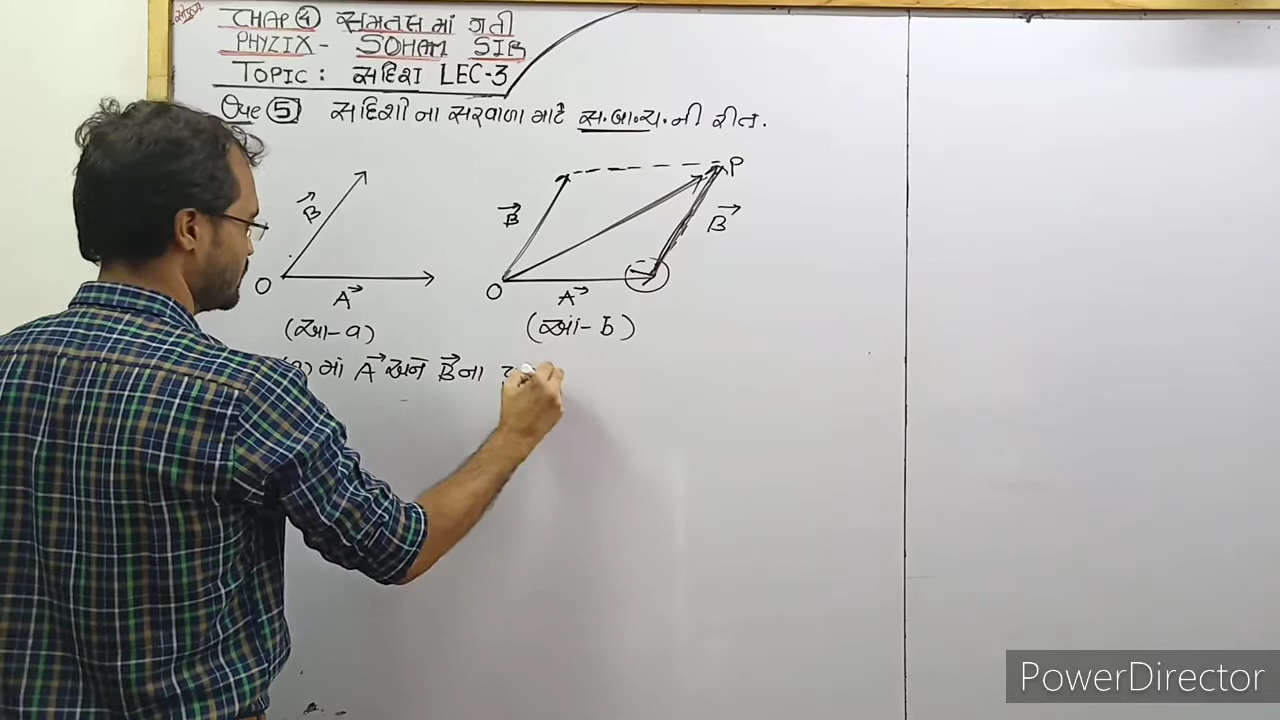 CHAP ④ સમતલ માં ગતી
PHYZIX - SOHAM SIR
TOPIC : સદિશ LEC-3
Que ⑤ સદિશો ના સરવાળા માટે સ.બા.ચ. ની રીત.
B→
O
A→
(આ-a)
P
B→
B→
O
A→
(આ-b)
માં A→ અને B→ ના
PowerDirector